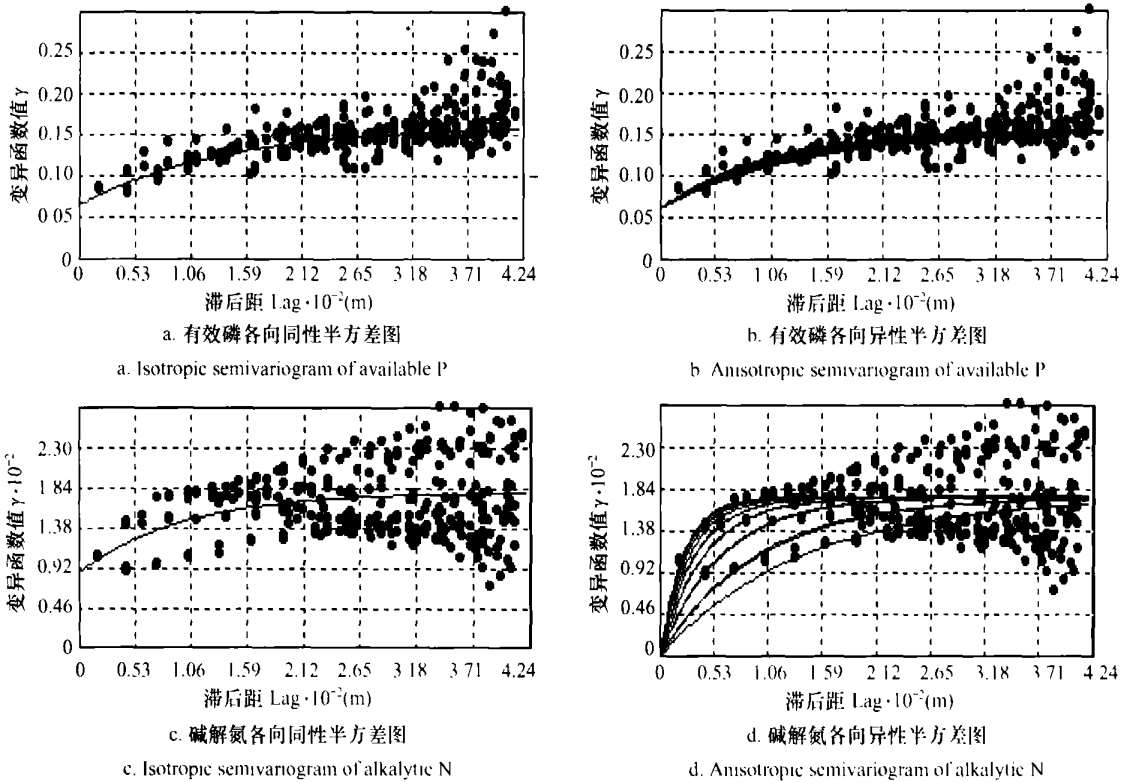 变异函数值 γ
0.25
0.20
0.15
0.10
0.05
0
0 0.53 1.06 1.59 2.12 2.65 3.18 3.71 4.24
滞后距 Lag·10⁻²(m)
a. 有效磷各向同性半方差图
a. Isotropic semivariogram of available P
变异函数值 γ
0.25
0.20
0.15
0.10
0.05
0
0 0.53 1.06 1.59 2.12 2.65 3.18 3.71 4.24
滞后距 Lag·10⁻²(m)
b. 有效磷各向异性半方差图
b Anisotropic semivariogram of available P
变异函数值 γ·10⁻²
2.30
1.84
1.38
0.92
0.46
0
0 0.53 1.06 1.59 2.12 2.65 3.18 3 71 4.24
滞后距 Lag·10⁻²(m)
c. 碱解氮各向同性半方差图
c. Isotropic semivariogram of alkalytic N
变异函数值 γ·10⁻²
2.30
1.84
1.38
0.92
0.46
0
0 0.53 1.06 1 59 2.12 2.65 3.18 3 71 4 24
滞后距 Lag·10⁻²(m)
d. 碱解氮各向异性半方差图
d. Anisotropic semivariogram of alkalytic N